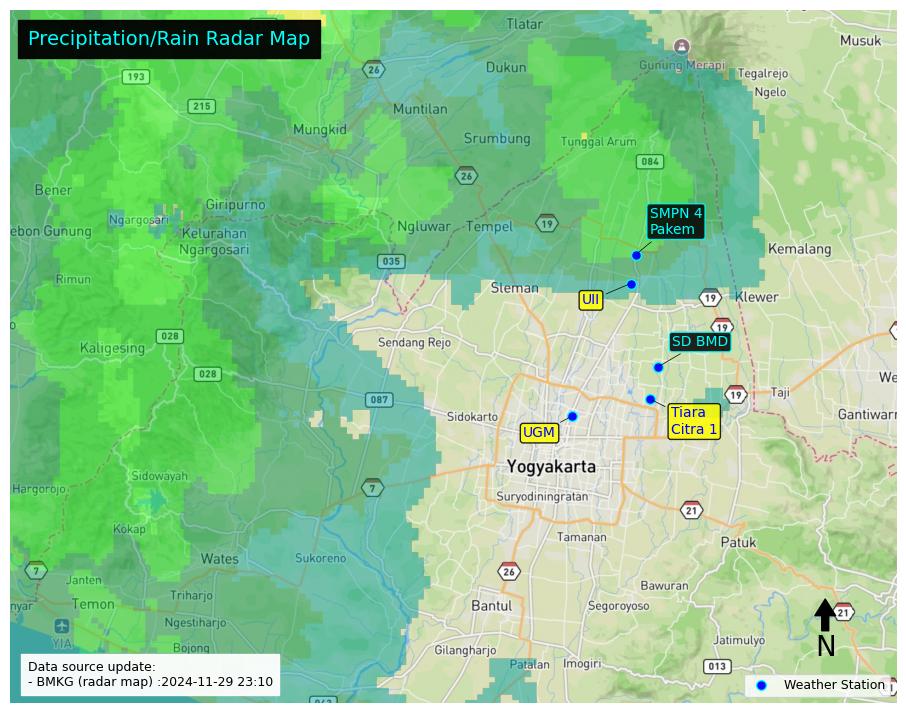 Precipitation/Rain Radar Map
Tlatar
Musuk
Gunung Merapi
26
Dukun
Tegalrejo
193
Ngelo
215
Muntilan
Mungkid
Srumbung
Tunggal Arum
084
26
Bener
Giripurno
SMPN 4
Pakem
Ngargosari
Kelurahan
Ngargosari
Ngluwar
Tempel
19
ebon Gunung
Kemalang
035
Rimun
Sleman
UII
19
Klewer
19
028
Kaligesing
Sendang Rejo
SD BMD
We
028
087
Taji
19
Sidokarto
Tiara
Citra 1
Gantiwarn
UGM
Yogyakarta
Sidowayah
Hargorojo
7
Suryodiningratan
21
Kokap
Tamanan
Patuk
Wates
Sukoreno
7
26
Janten
Bawuran
Triharjo
nyar
Temon
Bantul
Segoroyoso
21
Ngestiharjo
YIA
Bojong
Jatimulyo
N
Gilangharjo
Patalan
Imogiri
013
Data source update:
- BMKG (radar map) :2024-11-29 23:10
Weather Station